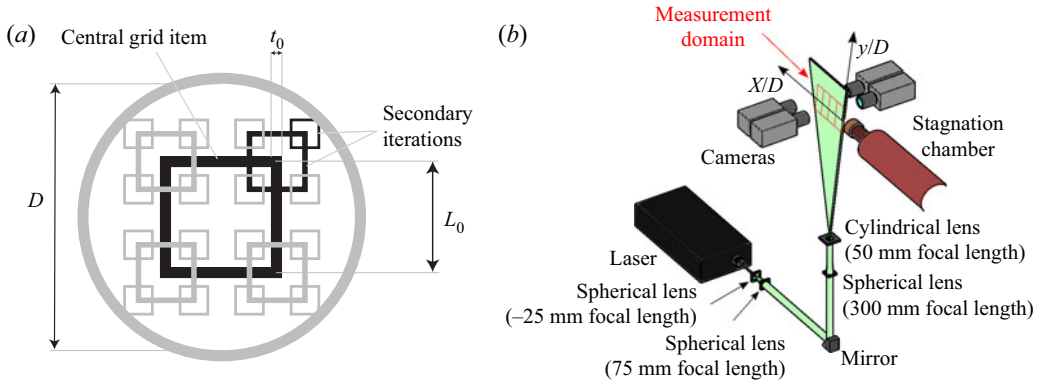 (a)
Central grid item
t0
Secondary
iterations
D
L0
(b)
Measurement
domain
y/D
X/D
Cameras
Stagnation
chamber
Laser
Cylindrical lens
(50 mm focal length)
Spherical lens
(300 mm focal length)
Spherical lens
(–25 mm focal length)
Spherical lens
(75 mm focal length)
Mirror